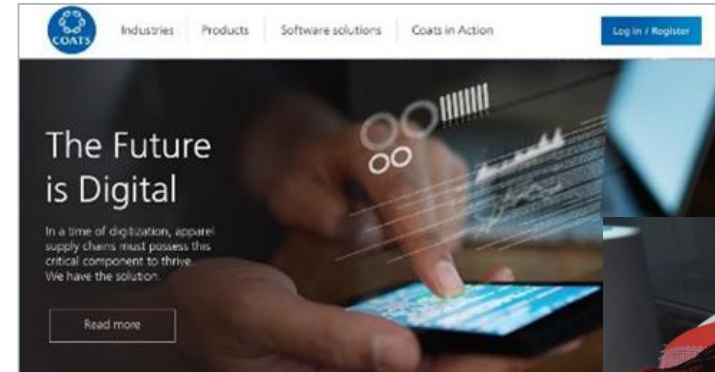 COATS
Industries Products Software solutions Coats in Action Log in / Register
The Future
is Digital
In a time of digitization, apparel
supply chains must possess this
critical component to thrive.
We have the solution.
Read more